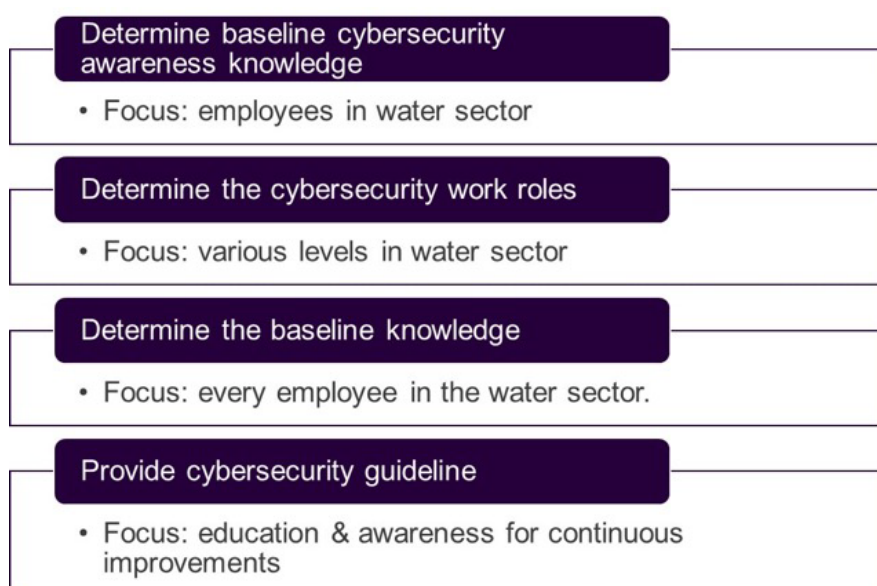 Determine baseline cybersecurity
awareness knowledge
• Focus: employees in water sector
Determine the cybersecurity work roles
• Focus: various levels in water sector
Determine the baseline knowledge
• Focus: every employee in the water sector.
Provide cybersecurity guideline
• Focus: education & awareness for continuous
improvements